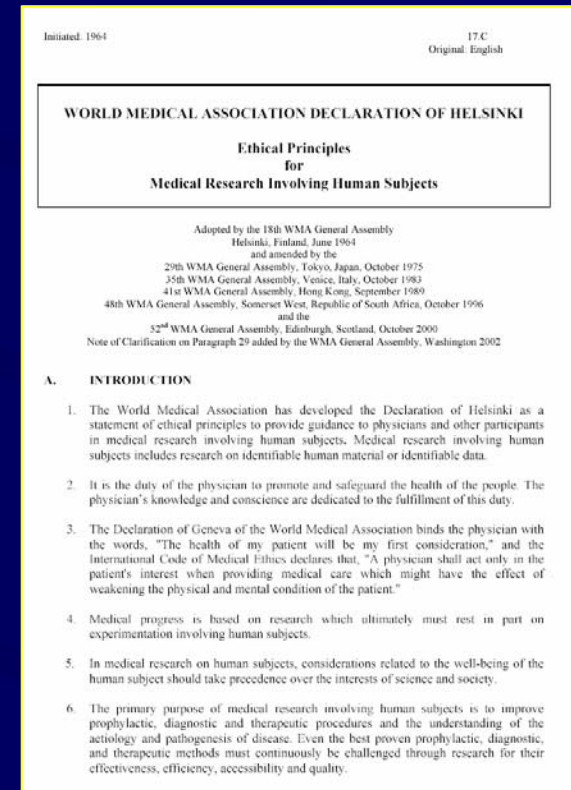 Initiated: 1964
17.C
Original: English
WORLD MEDICAL ASSOCIATION DECLARATION OF HELSINKI
Ethical Principles
for
Medical Research Involving Human Subjects
Adopted by the 18th WMA General Assembly
Helsinki, Finland, June 1964
and amended by the
29th WMA General Assembly, Tokyo, Japan, October 1975
35th WMA General Assembly, Venice, Italy, October 1983
41st WMA General Assembly, Hong Kong, September 1989
48th WMA General Assembly, Somerset West, Republic of South Africa, October 1996
and the
52nd WMA General Assembly, Edinburgh, Scotland, October 2000
Note of Clarification on Paragraph 29 added by the WMA General Assembly, Washington 2002
A. INTRODUCTION
1. The World Medical Association has developed the Declaration of Helsinki as a
statement of ethical principles to provide guidance to physicians and other participants
in medical research involving human subjects. Medical research involving human
subjects includes research on identifiable human material or identifiable data.
2. It is the duty of the physician to promote and safeguard the health of the people. The
physician's knowledge and conscience are dedicated to the fulfillment of this duty.
3. The Declaration of Geneva of the World Medical Association binds the physician with
the words, "The health of my patient will be my first consideration," and the
International Code of Medical Ethics declares that, "A physician shall act only in the
patient's interest when providing medical care which might have the effect of
weakening the physical and mental condition of the patient."
4. Medical progress is based on research which ultimately must rest in part on
experimentation involving human subjects.
5. In medical research on human subjects, considerations related to the well-being of the
human subject should take precedence over the interests of science and society.
6. The primary purpose of medical research involving human subjects is to improve
prophylactic, diagnostic and therapeutic procedures and the understanding of the
aetiology and pathogenesis of disease. Even the best proven prophylactic, diagnostic,
and therapeutic methods must continuously be challenged through research for their
effectiveness, efficiency, accessibility and quality.